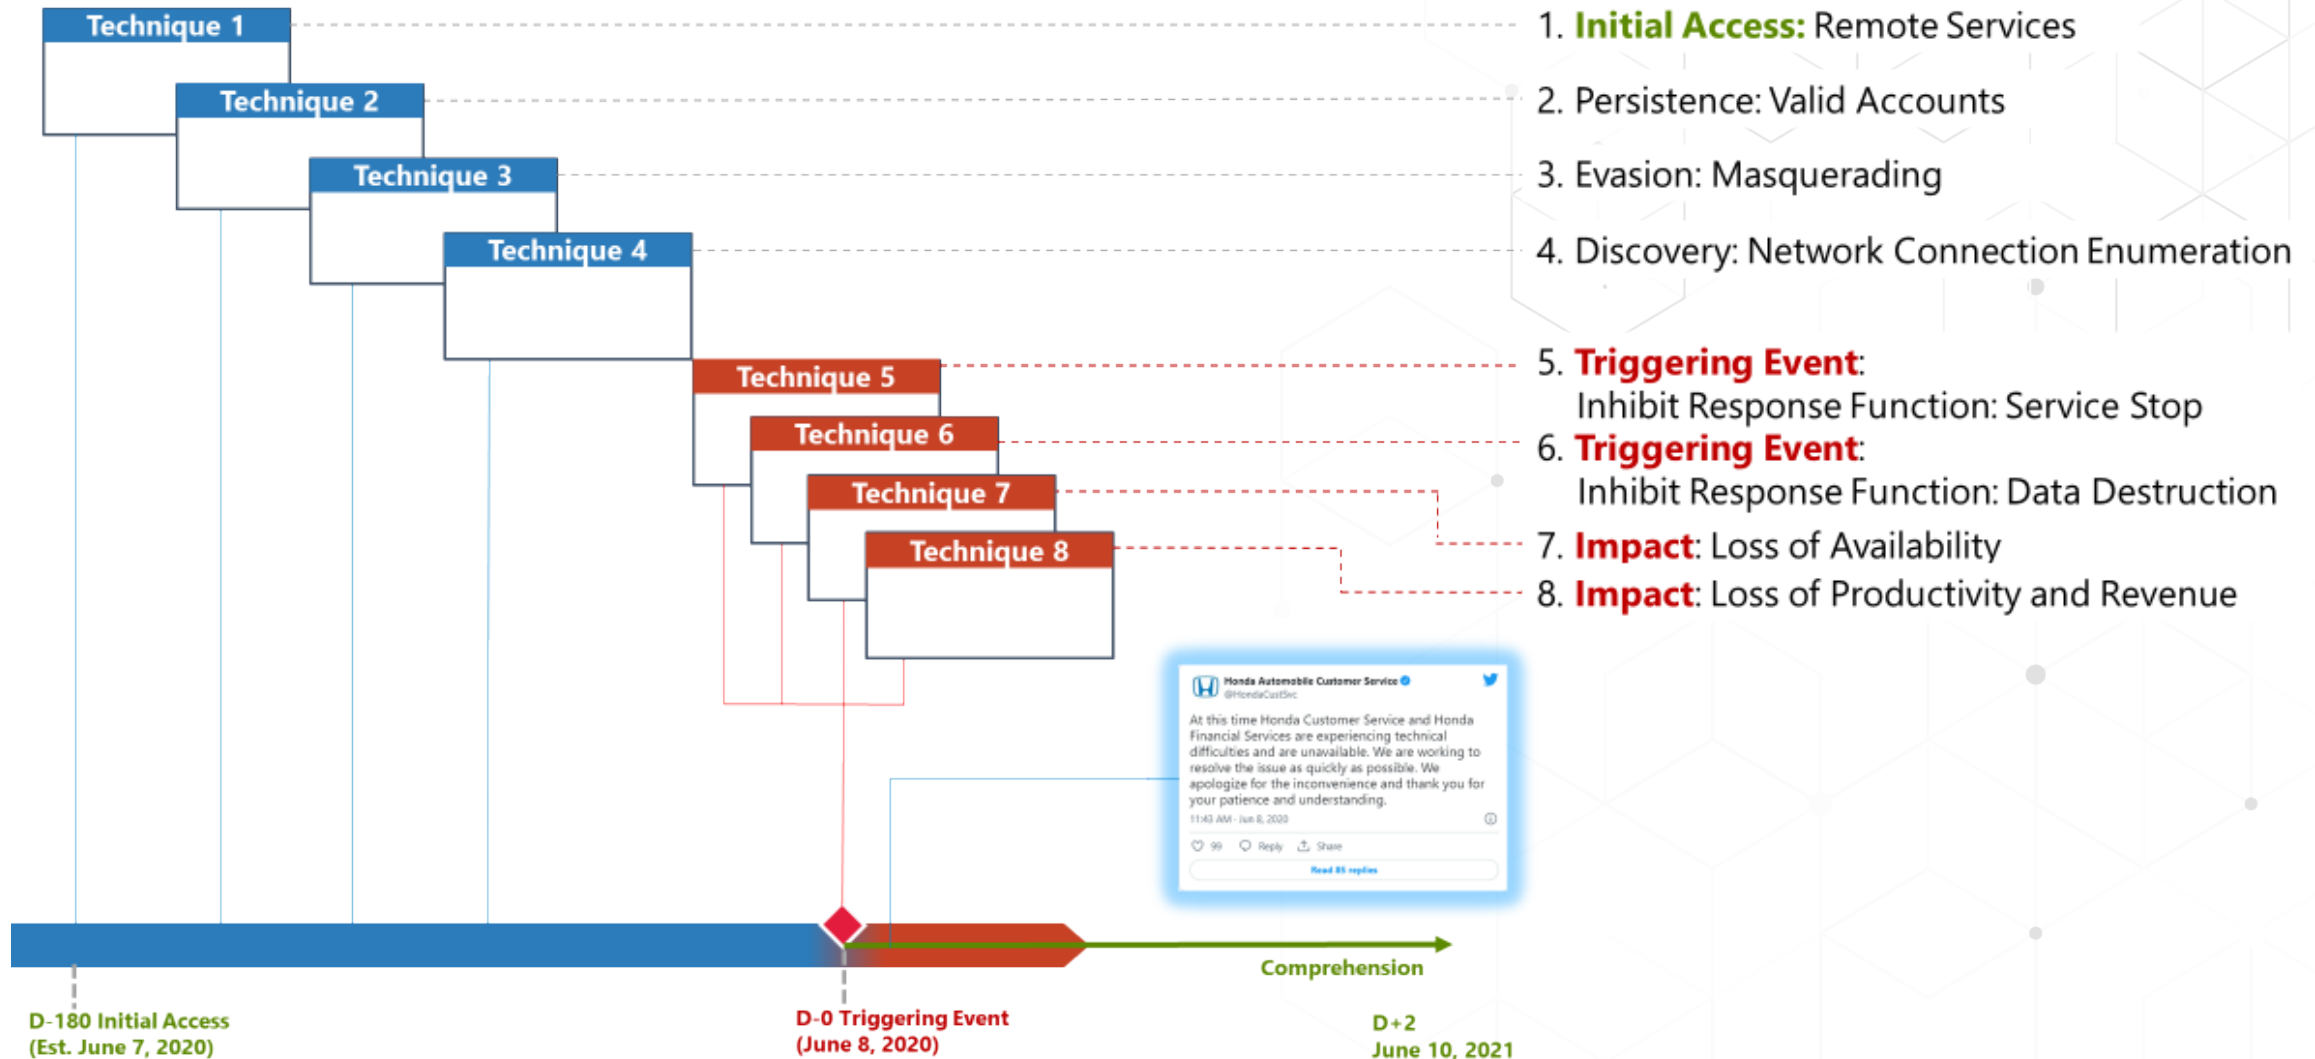 Technique 1
1. Initial Access: Remote Services
Technique 2
2. Persistence: Valid Accounts
Technique 3
3. Evasion: Masquerading
Technique 4
4. Discovery: Network Connection Enumeration
Technique 5
5. Triggering Event:
Inhibit Response Function: Service Stop
Technique 6
6. Triggering Event:
Inhibit Response Function: Data Destruction
Technique 7
7. Impact: Loss of Availability
Technique 8
8. Impact: Loss of Productivity and Revenue
Honda Automobile Customer Service
@HondaCustSvc
At this time Honda Customer Service and Honda
Financial Services are experiencing technical
difficulties and are unavailable. We are working to
resolve the issue as quickly as possible. We
apologize for the inconvenience and thank you for
your patience and understanding.
11:43 AM - Jun 8, 2020
99 Reply Share
Read 85 replies
Comprehension
D-180 Initial Access
(Est. June 7, 2020)
D-0 Triggering Event
(June 8, 2020)
D+2
June 10, 2021